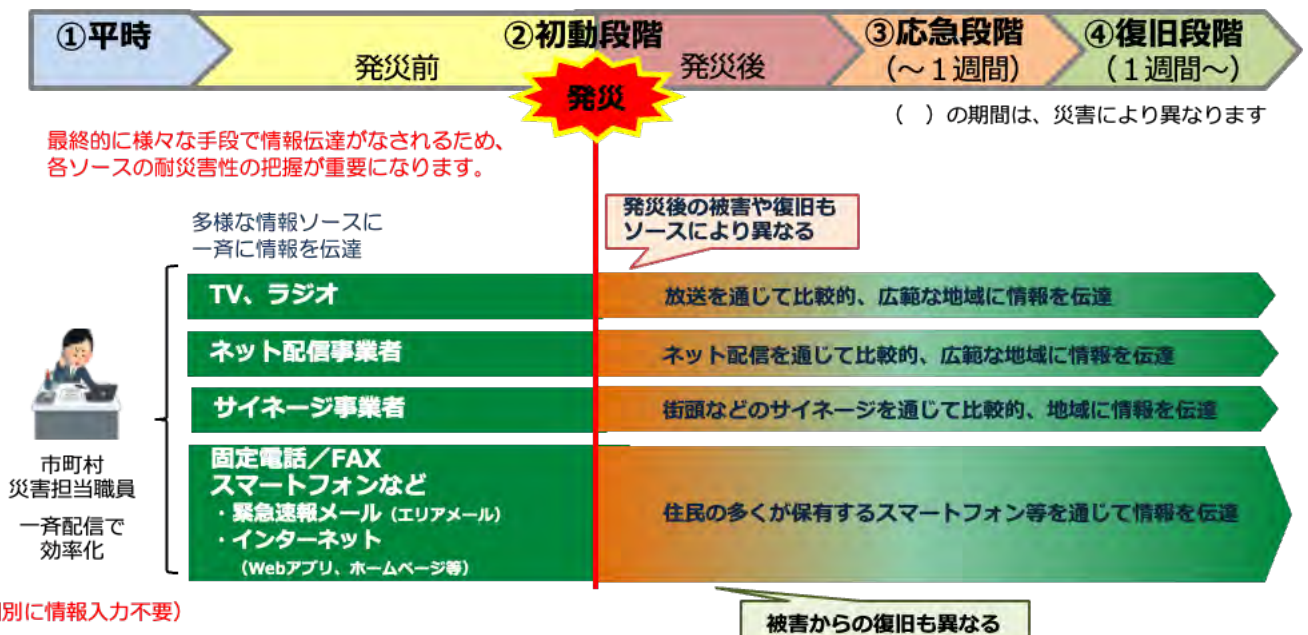 ①平時
②初動段階
発災前
発災後
③応急段階
(～1週間)
④復旧段階
(1週間～)
発災
( )の期間は、災害により異なります
最終的に様々な手段で情報伝達がなされるため、
各ソースの耐災害性の把握が重要になります。
多様な情報ソースに
一斉に情報を伝達
発災後の被害や復旧も
ソースにより異なる
TV、ラジオ
放送を通じて比較的、広範な地域に情報を伝達
ネット配信事業者
ネット配信を通じて比較的、広範な地域に情報を伝達
サイネージ事業者
街頭などのサイネージを通じて比較的、地域に情報を伝達
固定電話／FAX
スマートフォンなど
・緊急速報メール（エリアメール）
・インターネット
（Webアプリ、ホームページ等）
住民の多くが保有するスマートフォン等を通じて情報を伝達
市町村
災害担当職員
一斉配信で
効率化
別に情報入力不要）
被害からの復旧も異なる